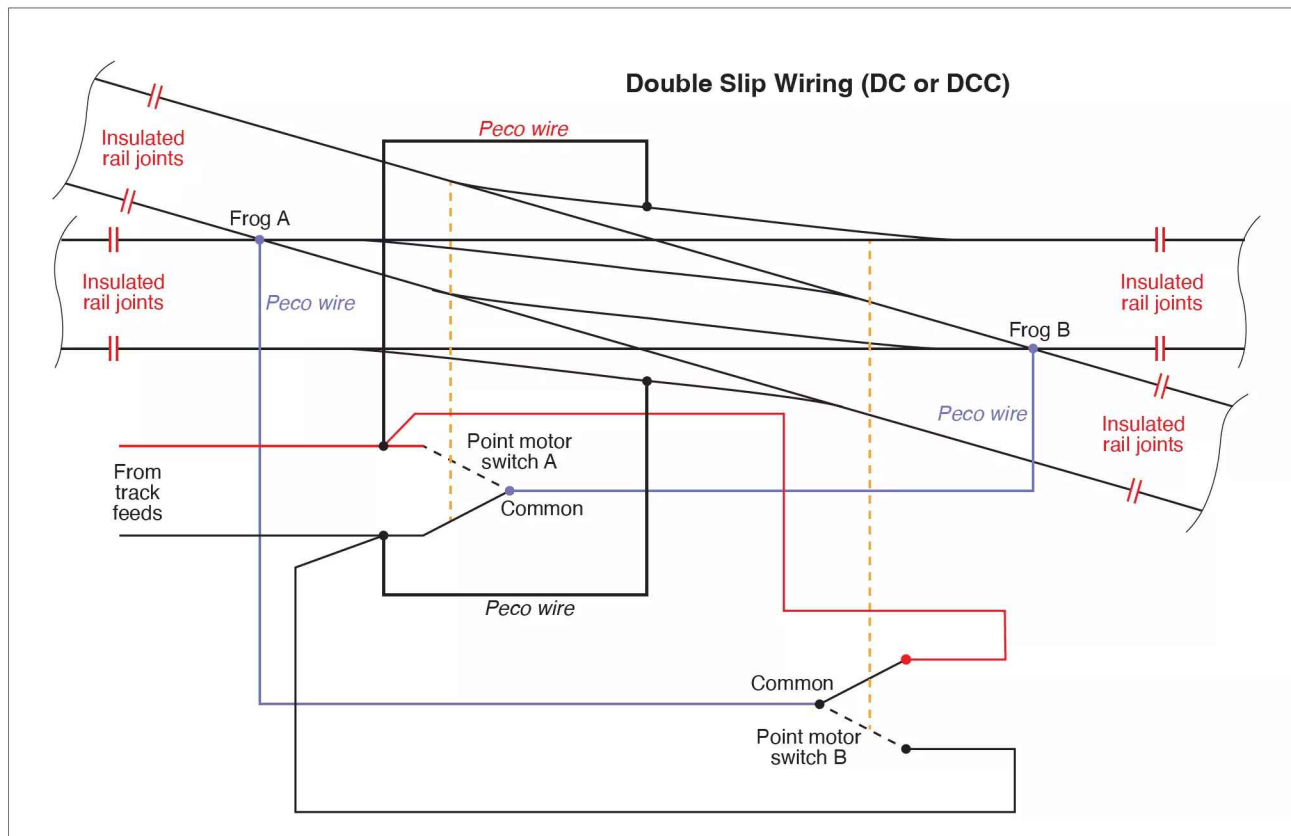 Double Slip Wiring (DC or DCC)
Peco wire
Insulated
rail joints
Frog A
Insulated
rail joints
Peco wire
Insulated
rail joints
Frog B
Peco wire
Insulated
rail joints
Point motor
switch A
From
track
feeds
Common
Peco wire
Common
Point motor
switch B